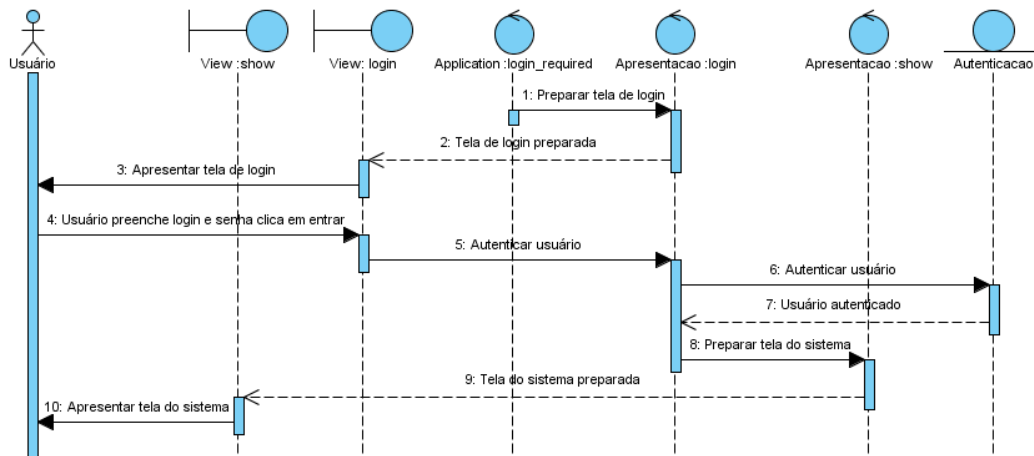 Usuário
View :show
View: login
Application :login_required
Apresentacao :login
Apresentacao :show
Autenticacao
1: Preparar tela de login
2: Tela de login preparada
3: Apresentar tela de login
4: Usuário preenche login e senha clica em entrar
5: Autenticar usuário
6: Autenticar usuário
7: Usuário autenticado
8: Preparar tela do sistema
9: Tela do sistema preparada
10: Apresentar tela do sistema